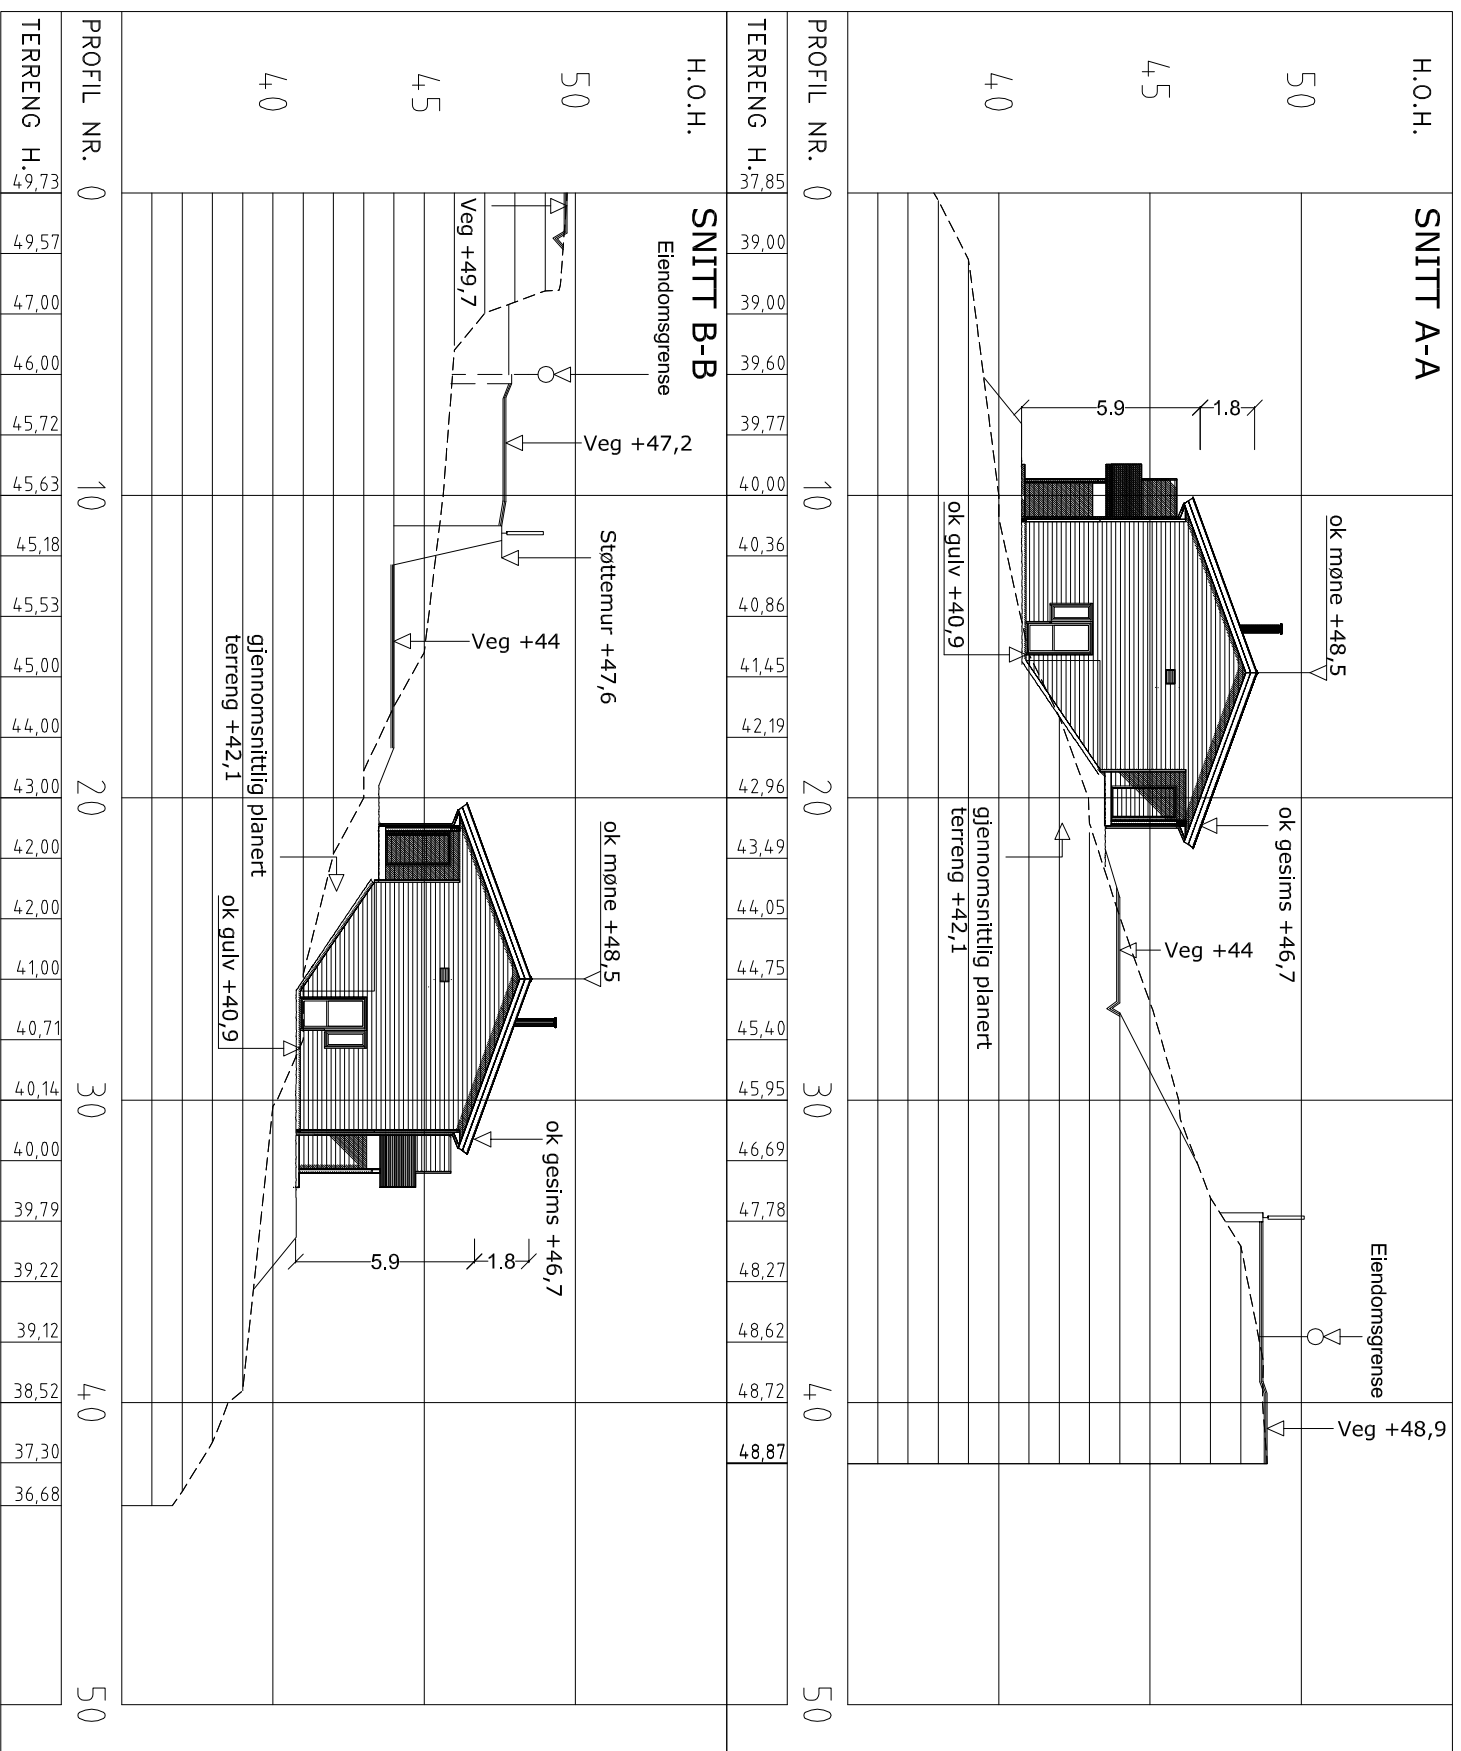 SNITT A-A
H.O.H.
50
45
40
Eiendomsgrense
Veg +48,9
ok møne +48,5
ok gesims +46,7
Veg +44
1.8
5.9
ok gulv +40,9
gjennomsnittlig planert
terreng +42,1
PROFIL NR. 0 10 20 30 40 50
TERRENG H. 37,85 39,00 39,00 39,60 39,77 40,00 40,36 40,86 41,45 42,19 42,96 43,49 44,05 44,75 45,40 45,95 46,69 47,78 48,27 48,62 48,72 48,87
SNITT B-B
H.O.H.
50
45
40
Eiendomsgrense
Veg +49,7
Veg +47,2
Støttemur +47,6
Veg +44
ok møne +48,5
ok gesims +46,7
1.8
5.9
gjennomsnittlig planert
terreng +42,1
ok gulv +40,9
PROFIL NR. 0 10 20 30 40 50
TERRENG H. 49,73 49,57 47,00 46,00 45,72 45,63 45,18 45,53 45,00 44,00 43,00 42,00 42,00 41,00 40,71 40,14 40,00 39,79 39,22 39,12 38,52 37,30 36,68